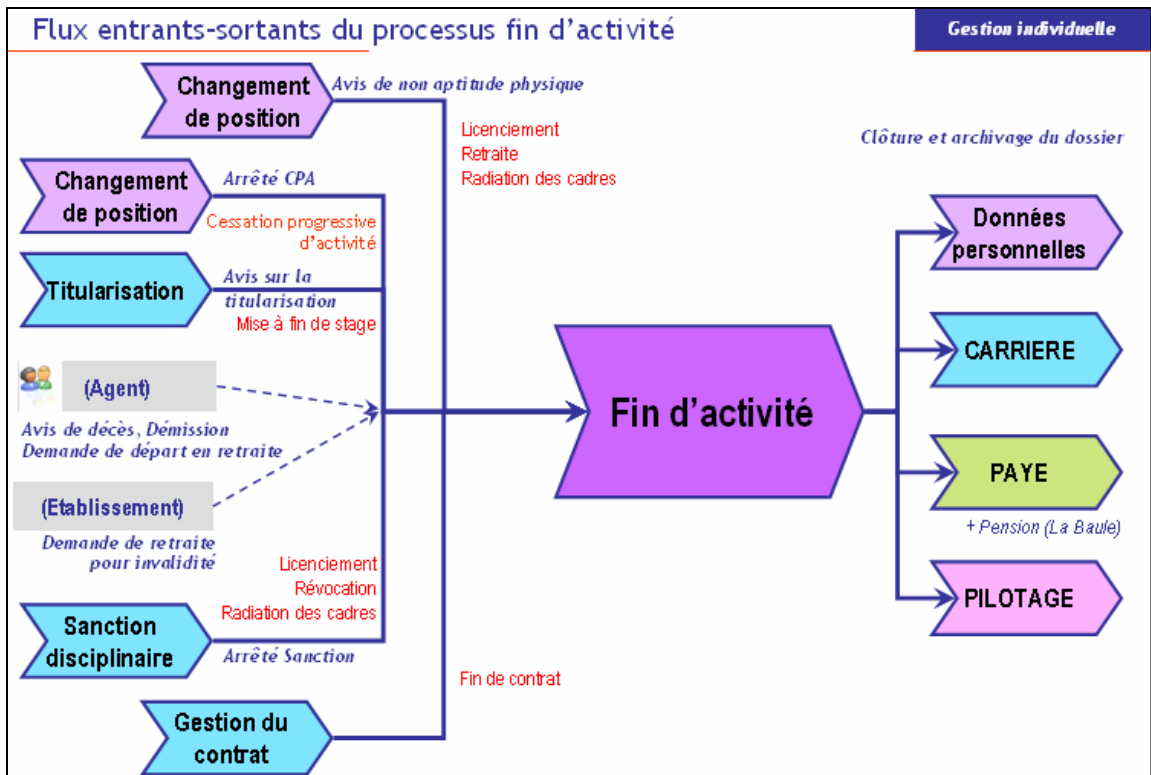 Flux entrants-sortants du processus fin d'activité
Gestion individuelle
Changement
de position
Avis de non aptitude physique
Licenciement
Retraite
Radiation des cadres
Clôture et archivage du dossier
Changement
de position
Arrêté CPA
Cessation progressive
d'activité
Titularisation
Avis sur la
titularisation
Mise à fin de stage
(Agent)
Avis de décès, Démission
Demande de départ en retraite
(Etablissement)
Demande de retraite
pour invalidité
Licenciement
Révocation
Radiation des cadres
Sanction
disciplinaire
Arrêté Sanction
Gestion du
contrat
Fin de contrat
Fin d'activité
Données
personnelles
CARRIERE
PAYE
+ Pension (La Baule)
PILOTAGE